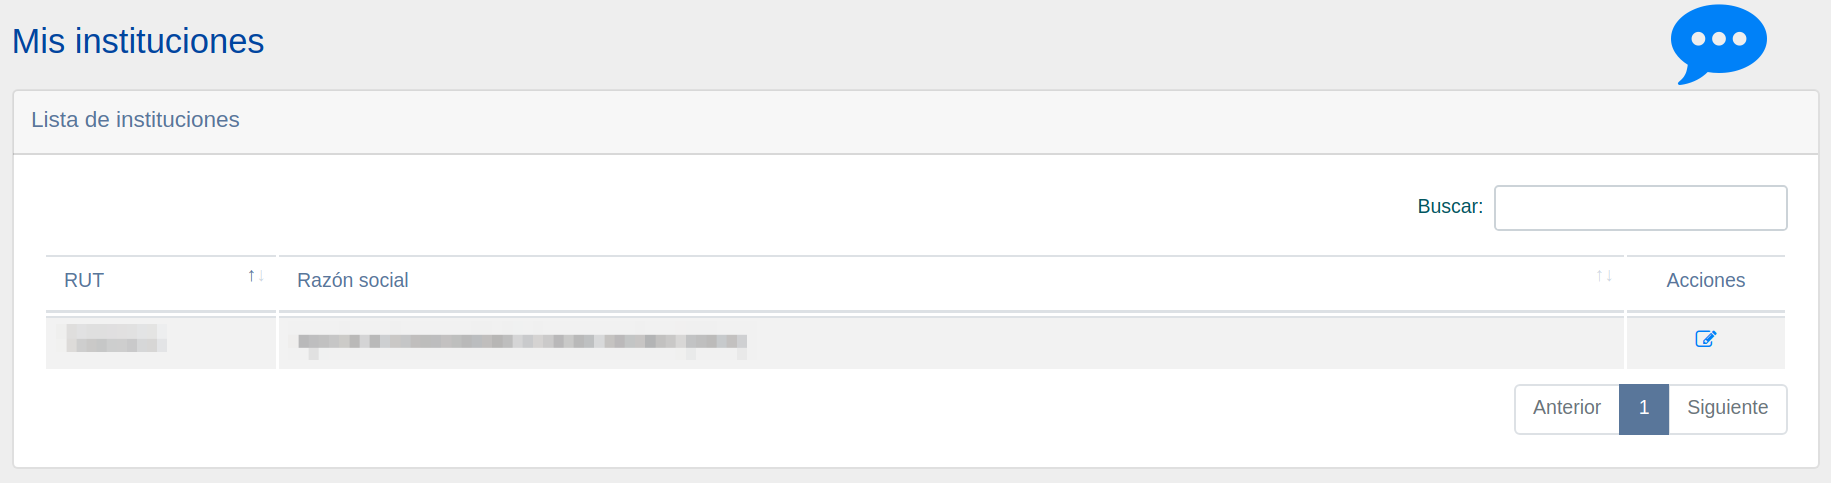 Mis instituciones
Lista de instituciones
Buscar:
RUT ↑↓ Razón social ↑↓ Acciones
Anterior 1 Siguiente